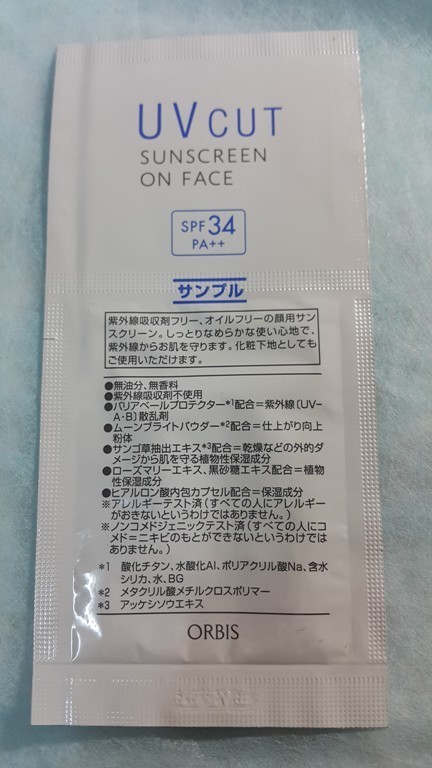 UV CUT
SUNSCREEN
ON FACE
SPF34
PA++
サンプル
紫外線吸収剤フリー、オイルフリーの顔用サン
スクリーン。しっとりなめらかな使い心地で、
紫外線からお肌を守ります。化粧下地としても
ご使用いただけます。
●無油分、無香料
●紫外線吸収剤不使用
●バリアベールプロテクター*1配合=紫外線〔UV-
A・B〕散乱剤
●ムーンブライトパウダー*2配合=仕上がり向上
粉体
●サンゴ草抽出エキス*3配合=乾燥などの外的ダ
メージから肌を守る植物性保湿成分
●ローズマリーエキス、黒砂糖エキス配合=植物
性保湿成分
●ヒアルロン酸内包カプセル配合=保湿成分
※アレルギーテスト済(すべての人にアレルギー
がおきないというわけではありません。)
※ノンコメドジェニックテスト済(すべての人にコ
メド=ニキビのもとができないというわけでは
ありません。)
*1 酸化チタン、水酸化Al、ポリアクリル酸Na、含水
シリカ、水、BG
*2 メタクリル酸メチルクロスポリマー
*3 アッケシソウエキス
ORBIS